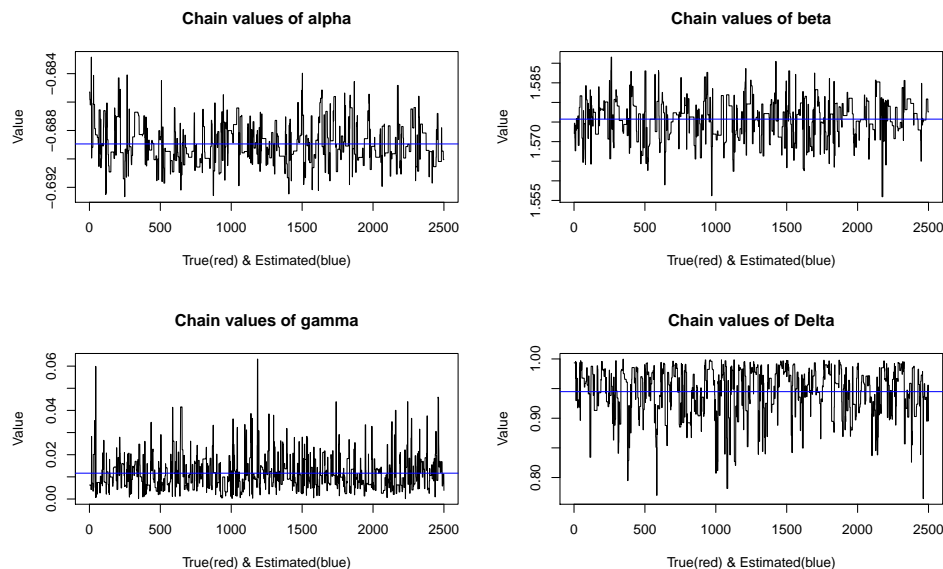 Chain values of alpha
Value
−0.684
−0.688
−0.692
0 500 1000 1500 2000 2500
True(red) & Estimated(blue)
Chain values of beta
Value
1.585
1.570
1.555
0 500 1000 1500 2000 2500
True(red) & Estimated(blue)
Chain values of gamma
Value
0.06
0.04
0.02
0.00
0 500 1000 1500 2000 2500
True(red) & Estimated(blue)
Chain values of Delta
Value
1.00
0.90
0.80
0 500 1000 1500 2000 2500
True(red) & Estimated(blue)